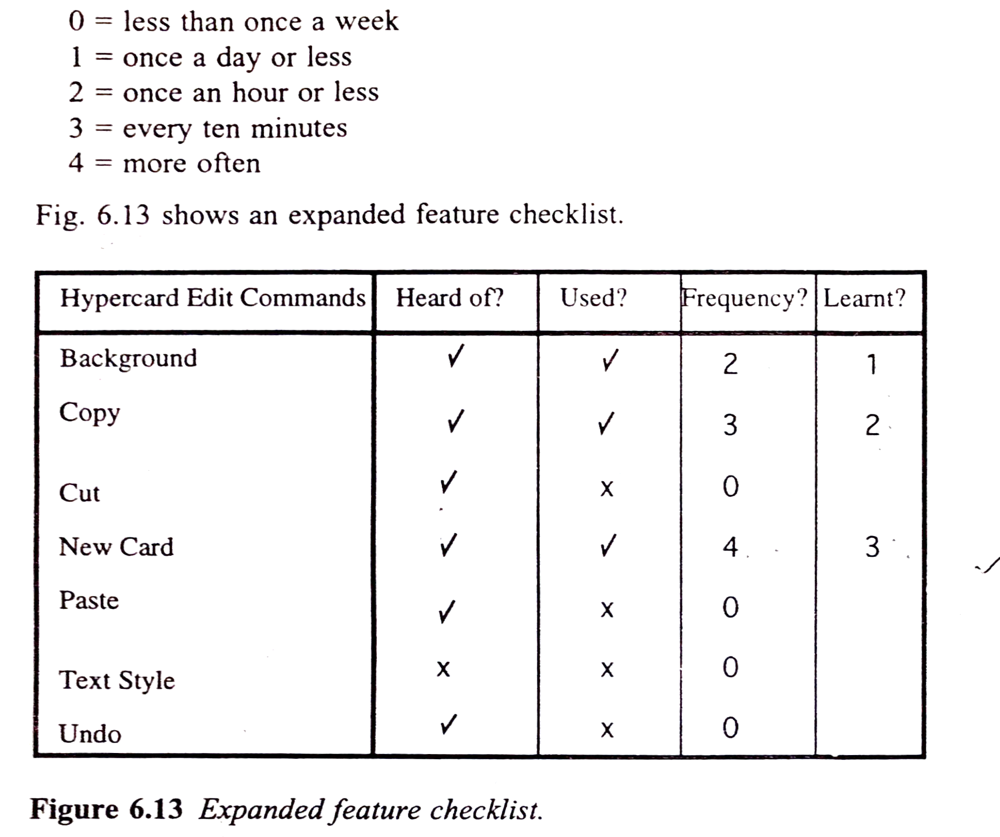 0 = less than once a week
1 = once a day or less
2 = once an hour or less
3 = every ten minutes
4 = more often
Fig. 6.13 shows an expanded feature checklist.
Hypercard Edit Commands Heard of? Used? Frequency? Learnt?
Background ✓ ✓ 2 1
Copy ✓ ✓ 3 2
Cut ✓ x 0
New Card ✓ ✓ 4 3
Paste ✓ x 0
Text Style x x 0
Undo ✓ x 0
Figure 6.13 Expanded feature checklist.